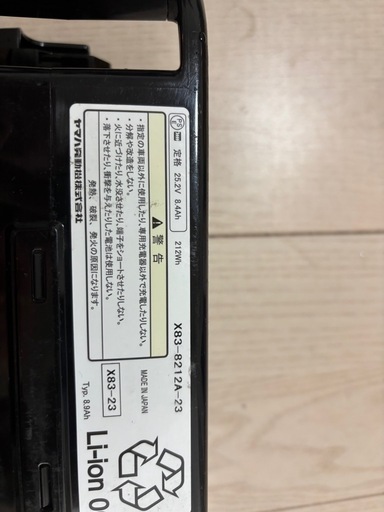 PS E
定格 25.2V 8.4Ah 212Wh
X83-8212A-23
警告
・指定の車両以外に使用したり、専用充電器以外で充電したりしない。
・分解や改造をしない。
・火に近づけたり、水没させたり、端子をショートさせたりしない。
・落下させたり、衝撃を与えたりした電池は使用しない。
発熱、破裂、発火の原因になります。
ヤマハ発動機株式会社
MADE IN JAPAN
X83-23
Typ. 8.9Ah
Li-ion 0